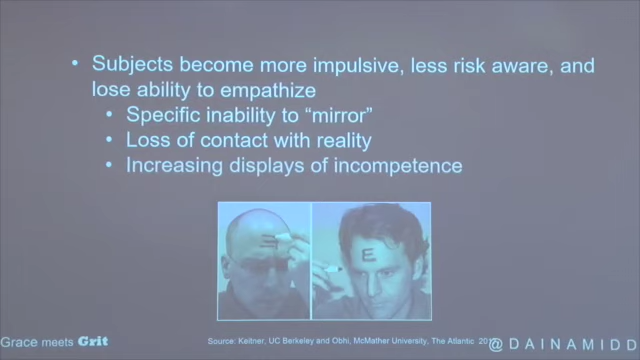 • Subjects become more impulsive, less risk aware, and
lose ability to empathize
• Specific inability to “mirror”
• Loss of contact with reality
• Increasing displays of incompetence
E
E
Grace meets Grit
Source: Keltner, UC Berkeley and Obhi, McMather University, The Atlantic
@DAINAMIDD